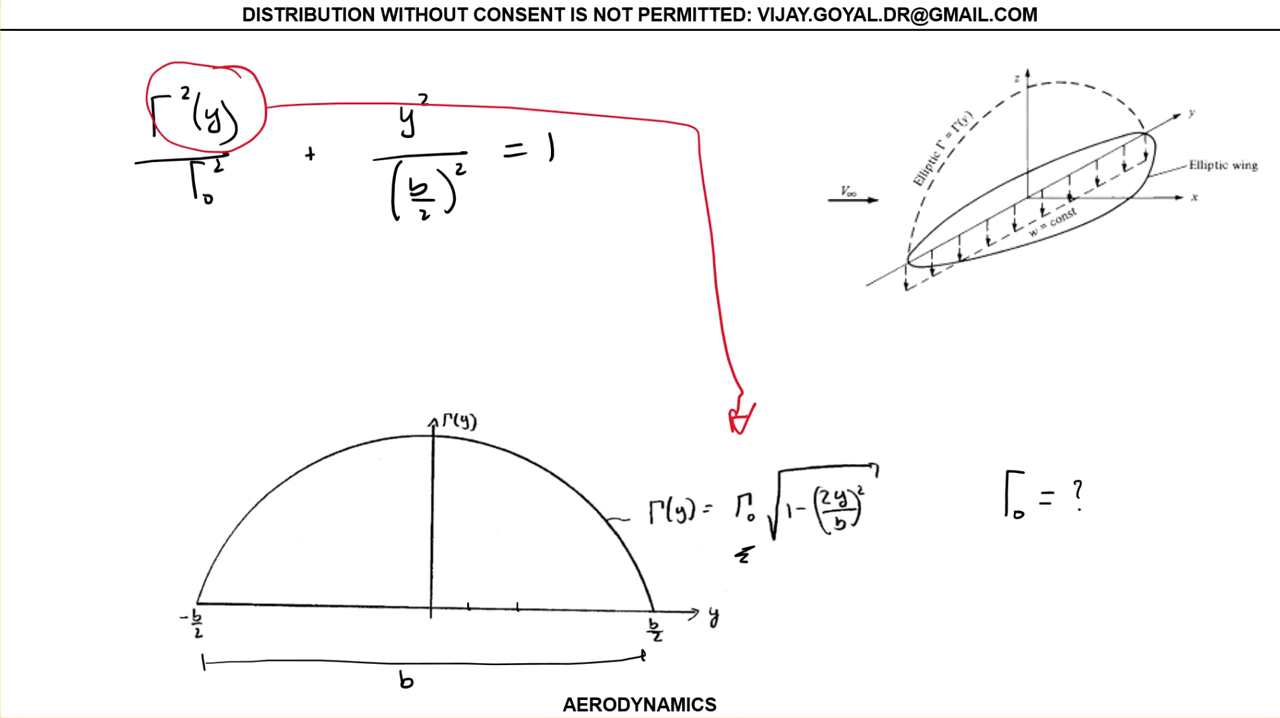 DISTRIBUTION WITHOUT CONSENT IS NOT PERMITTED: VIJAY.GOYAL.DR@GMAIL.COM
Γ²(y)/Γ₀² + y²/(b/2)² = 1
z
y
Elliptic Γ = Γ(y)
Elliptic wing
V∞
x
w = const
Γ(y)
Γ(y) = Γ₀ √(1 - (2y/b)²)
Γ₀ = ?
-b/2
b/2
y
b
AERODYNAMICS